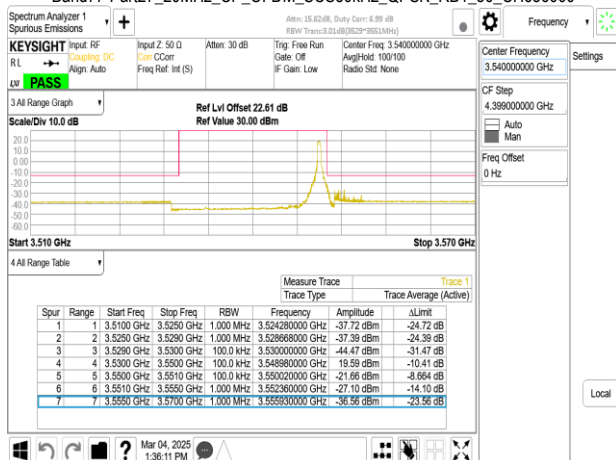 Spectrum Analyzer 1
Spurious Emissions
Attn: 15.62dB, Duty Corr: 6.99 dB
RBW Trans:3.01dB(3529~3551MHz)
Frequency
KEYSIGHT Input: RF
Coupling: DC
Align: Auto
Input Z: 50 Ω
Corr CCorr
Freq Ref: Int (S)
Atten: 30 dB
Trig: Free Run
Gate: Off
IF Gain: Low
Center Freq: 3.540000000 GHz
Avg|Hold: 100/100
Radio Std: None
RL
LXI PASS
Center Frequency
3.540000000 GHz
Settings
CF Step
4.399000000 GHz
Auto
Man
Freq Offset
0 Hz
3 All Range Graph
Scale/Div 10.0 dB
Ref Lvl Offset 22.61 dB
Ref Value 30.00 dBm
20.0
10.0
0.00
-10.0
-20.0
-30.0
-40.0
-50.0
-60.0
Start 3.510 GHz
Stop 3.570 GHz
4 All Range Table
Measure Trace Trace 1
Trace Type Trace Average (Active)
Spur Range Start Freq Stop Freq RBW Frequency Amplitude ΔLimit
1 1 3.5100 GHz 3.5250 GHz 1.000 MHz 3.524280000 GHz -37.72 dBm -24.72 dB
2 2 3.5250 GHz 3.5290 GHz 1.000 MHz 3.528668000 GHz -37.39 dBm -24.39 dB
3 3 3.5290 GHz 3.5300 GHz 100.0 kHz 3.530000000 GHz -44.47 dBm -31.47 dB
4 4 3.5300 GHz 3.5500 GHz 100.0 kHz 3.548980000 GHz 19.59 dBm -10.41 dB
5 5 3.5500 GHz 3.5510 GHz 100.0 kHz 3.550020000 GHz -21.66 dBm -8.664 dB
6 6 3.5510 GHz 3.5550 GHz 1.000 MHz 3.552360000 GHz -27.10 dBm -14.10 dB
7 7 3.5550 GHz 3.5700 GHz 1.000 MHz 3.555930000 GHz -36.56 dBm -23.56 dB
Local
Mar 04, 2025
1:36:11 PM